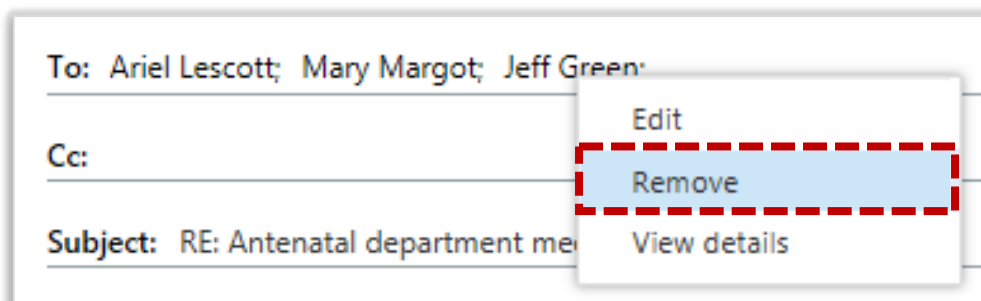 To: Ariel Lescott; Mary Margot; Jeff Green;
Edit
Cc:
Remove
Subject: RE: Antenatal department
View details